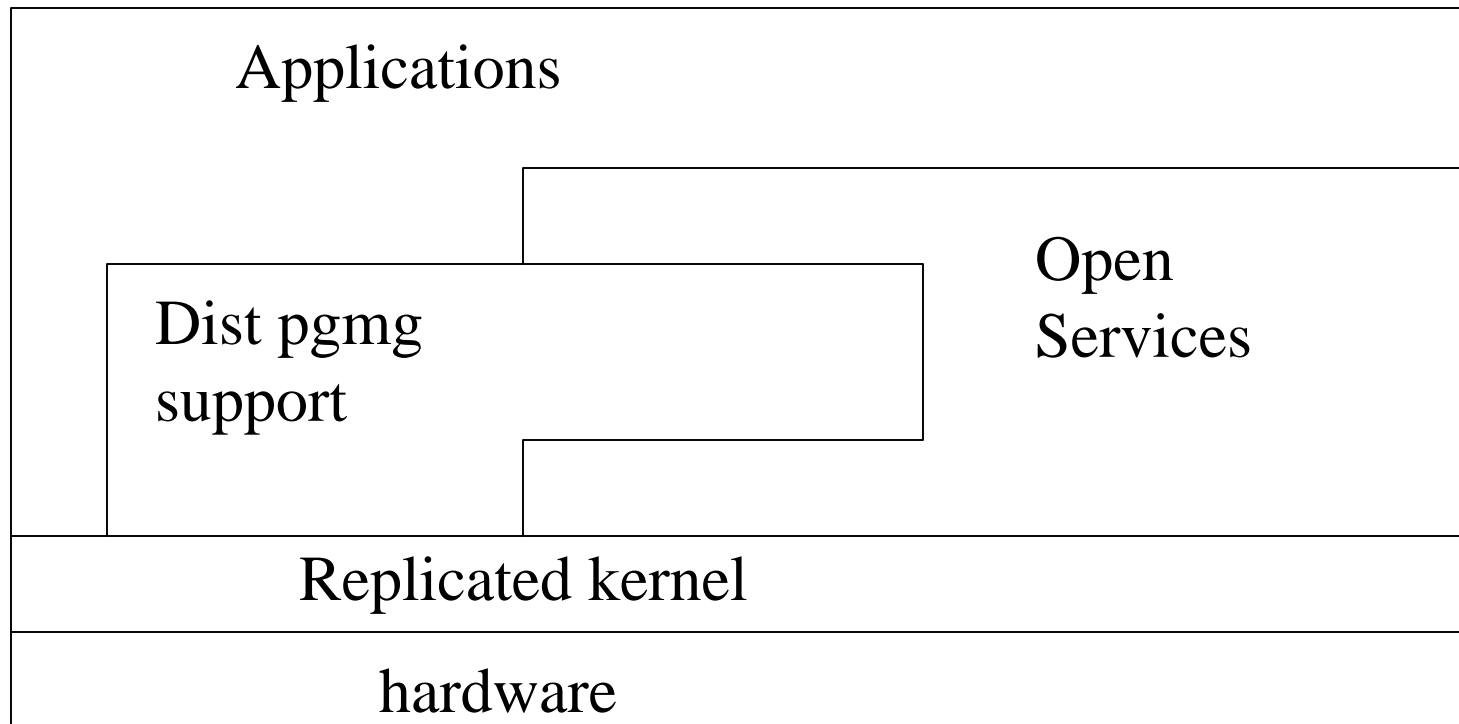 Applications
Open
Services
Dist pgmg
support
Replicated kernel
hardware